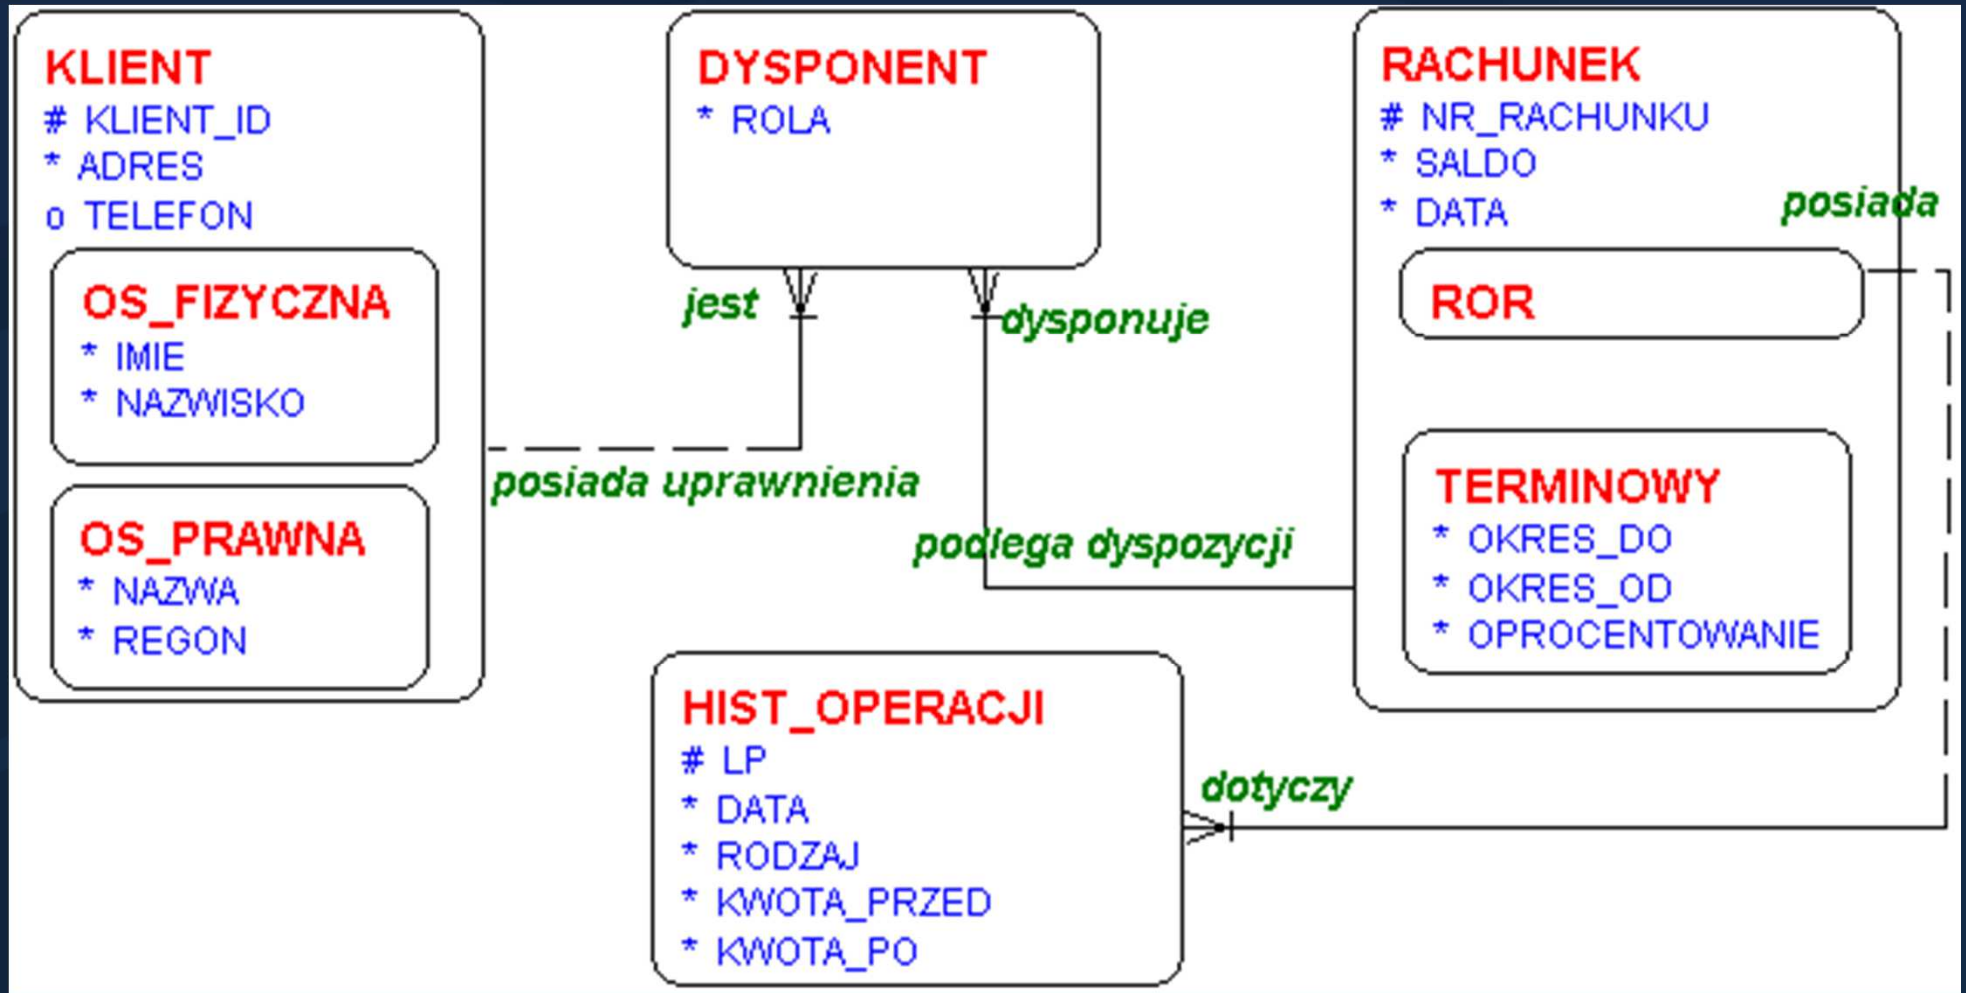 KLIENT
# KLIENT_ID
* ADRES
o TELEFON
OS_FIZYCZNA
* IMIE
* NAZWISKO
OS_PRAWNA
* NAZWA
* REGON
DYSPONENT
* ROLA
jest
dysponuje
posiada uprawnienia
podlega dyspozycji
RACHUNEK
# NR_RACHUNKU
* SALDO
* DATA
posiada
ROR
TERMINOWY
* OKRES_DO
* OKRES_OD
* OPROCENTOWANIE
HIST_OPERACJI
# LP
* DATA
* RODZAJ
* KWOTA_PRZED
* KWOTA_PO
dotyczy